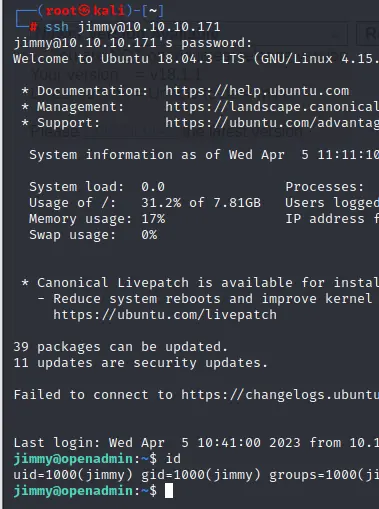 (root㉿kali)-[~]
# ssh jimmy@10.10.10.171
jimmy@10.10.10.171's password:
Welcome to Ubuntu 18.04.3 LTS (GNU/Linux 4.15.
* Documentation: https://help.ubuntu.com
* Management: https://landscape.canonical
* Support: https://ubuntu.com/advantag
System information as of Wed Apr 5 11:11:10
System load: 0.0 Processes:
Usage of /: 31.2% of 7.81GB Users logged
Memory usage: 17% IP address f
Swap usage: 0%
* Canonical Livepatch is available for instal
- Reduce system reboots and improve kernel
https://ubuntu.com/livepatch
39 packages can be updated.
11 updates are security updates.
Failed to connect to https://changelogs.ubuntu
Last login: Wed Apr 5 10:41:00 2023 from 10.1
jimmy@openadmin:~$ id
uid=1000(jimmy) gid=1000(jimmy) groups=1000(ji
jimmy@openadmin:~$